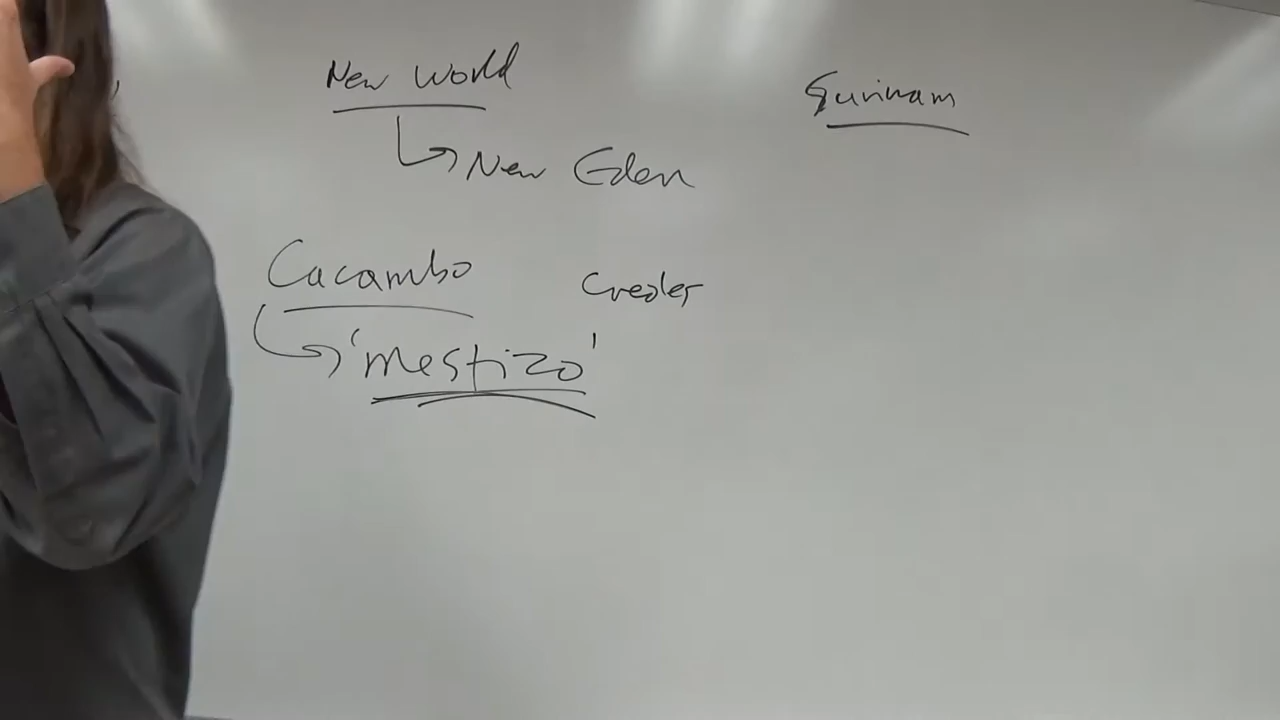 New World
Surinam
New Eden
Cacambo
Creoles
'mestizo'